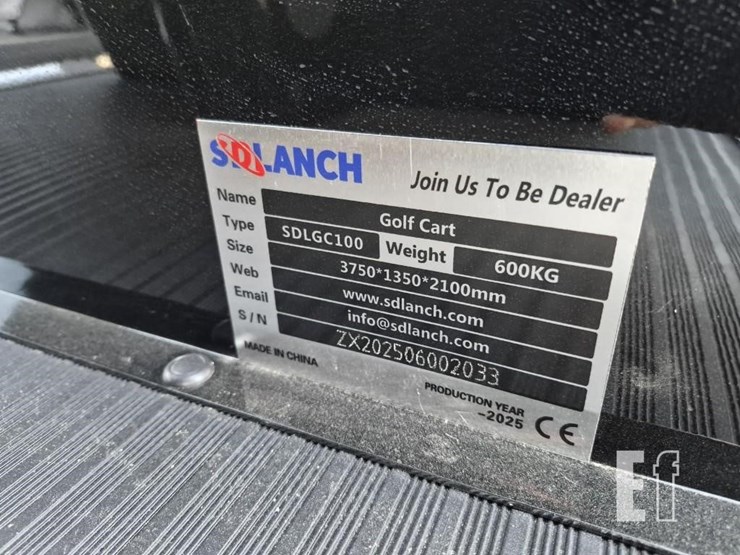 SDLANCH Join Us To Be Dealer
Name Golf Cart
Type SDLGC100 Weight 600KG
Size 3750*1350*2100mm
Web www.sdlanch.com
Email info@sdlanch.com
S / N ZX202506002033
MADE IN CHINA
PRODUCTION YEAR
-2025 CE
Ef